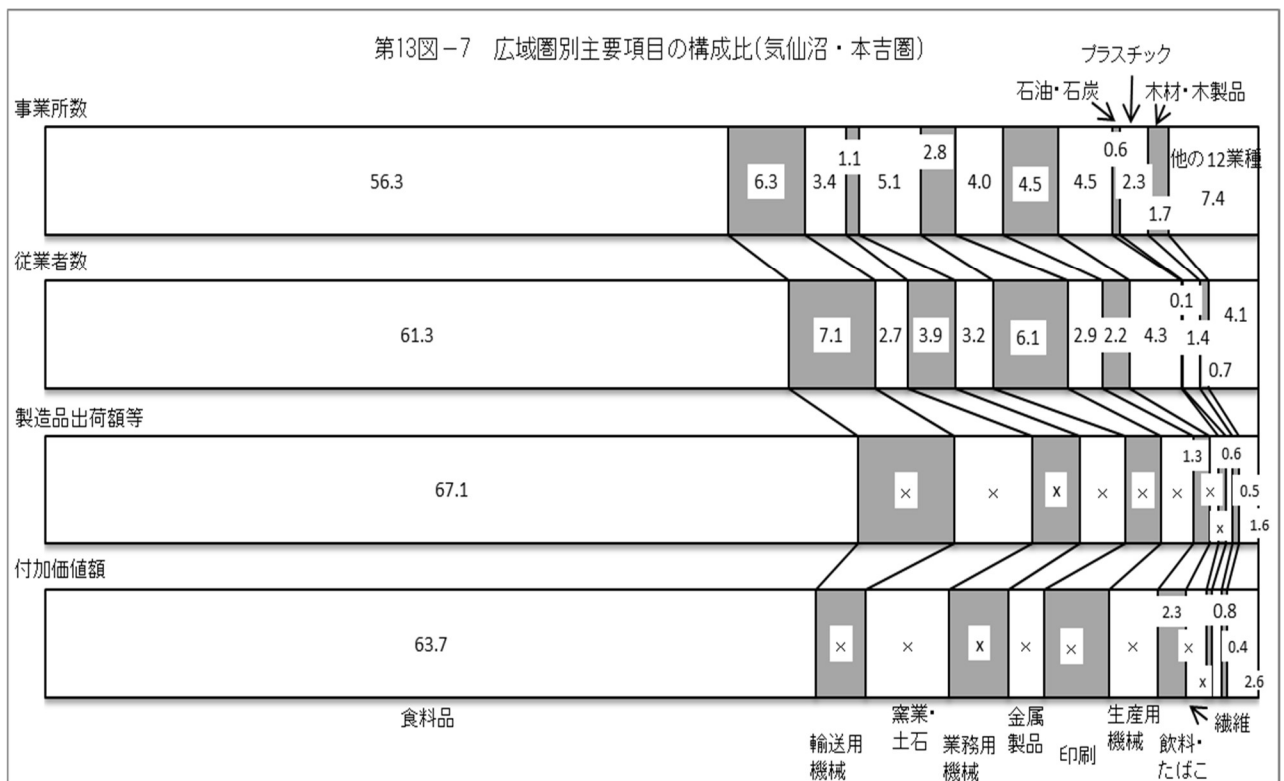 第13図－7　広域圏別主要項目の構成比(気仙沼・本吉圏)
プラスチック
石油・石炭
木材・木製品
事業所数
56.3
6.3
3.4
1.1
5.1
2.8
4.0
4.5
4.5
0.6
2.3
1.7
他の12業種
7.4
従業者数
61.3
7.1
2.7
3.9
3.2
6.1
2.9
2.2
4.3
0.1
1.4
0.7
4.1
製造品出荷額等
67.1
×
×
x
×
×
×
1.3
×
x
0.6
0.5
1.6
付加価値額
63.7
×
×
x
×
×
×
2.3
×
x
0.8
0.4
2.6
食料品
輸送用
機械
窯業・
土石
業務用
機械
金属
製品
印刷
生産用
機械
飲料・
たばこ
繊維